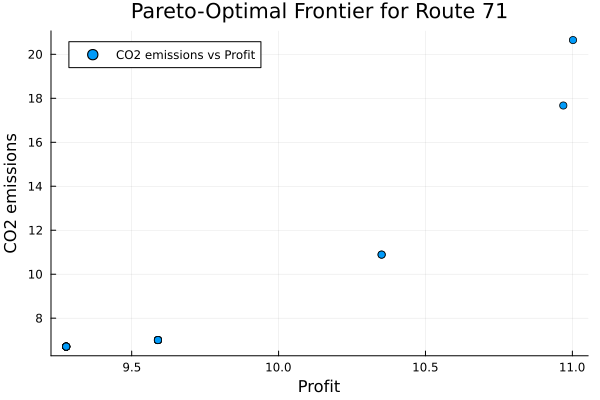 Pareto-Optimal Frontier for Route 71
CO2 emissions vs Profit
CO2 emissions
20
18
16
14
12
10
8
9.5
10.0
10.5
11.0
Profit